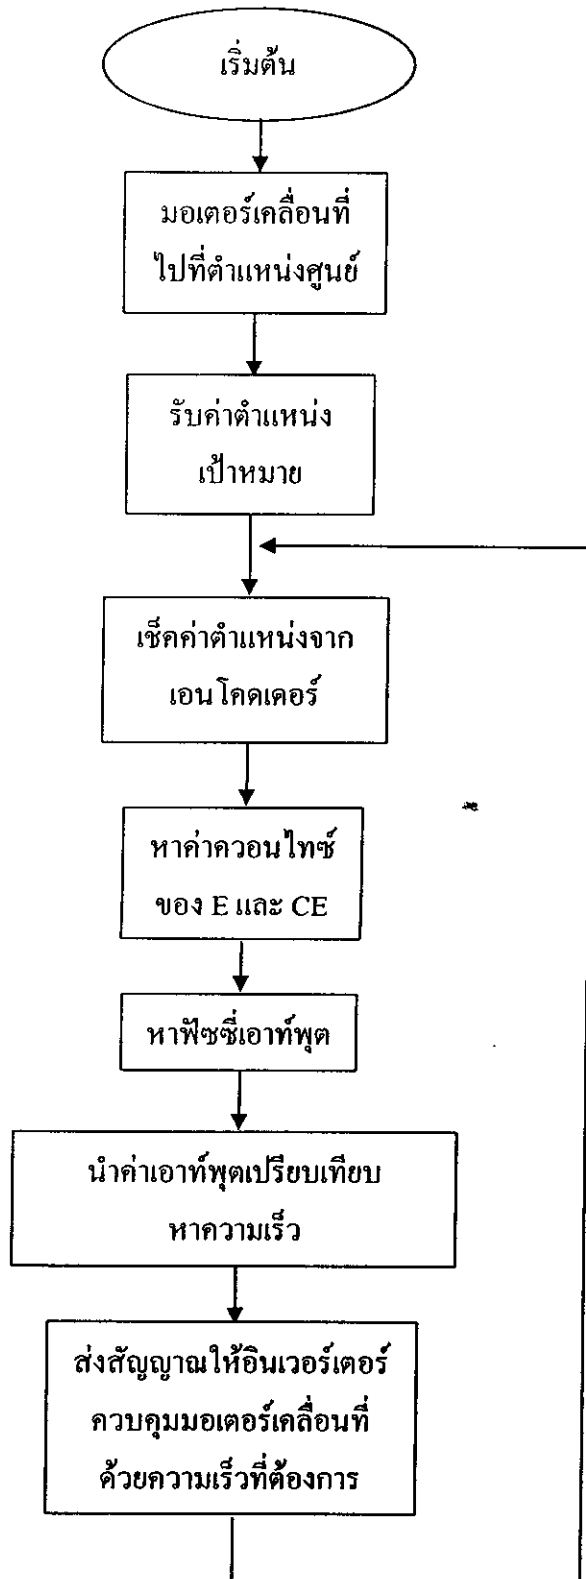 เริ่มต้น
มอเตอร์เคลื่อนที่
ไปที่ตำแหน่งศูนย์
รับค่าตำแหน่ง
เป้าหมาย
เช็คค่าตำแหน่งจาก
เอนโคดเดอร์
หาค่าควอนไทซ์
ของ E และ CE
หาฟัซซี่เอาท์พุต
นำค่าเอาท์พุตเปรียบเทียบ
หาความเร็ว
ส่งสัญญาณให้อินเวอร์เตอร์
ควบคุมมอเตอร์เคลื่อนที่
ด้วยความเร็วที่ต้องการ